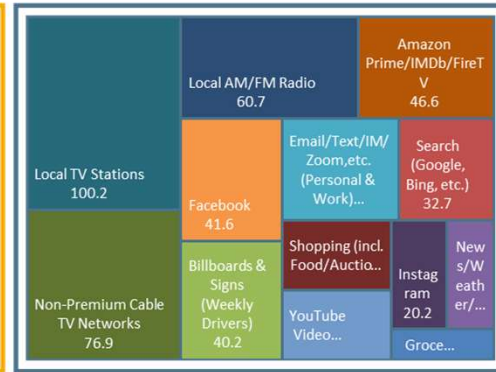 Local TV Stations
100.2
Non-Premium Cable
TV Networks
76.9
Local AM/FM Radio
60.7
Amazon
Prime/IMDb/FireT
V
46.6
Facebook
41.6
Billboards &
Signs
(Weekly
Drivers)
40.2
Email/Text/IM/
Zoom,etc.
(Personal &
Work)...
Search
(Google,
Bing, etc.)
32.7
Shopping (incl.
Food/Auctio...
YouTube
Video...
Instag
ram
20.2
New
s/W
eath
er/...
Groce...